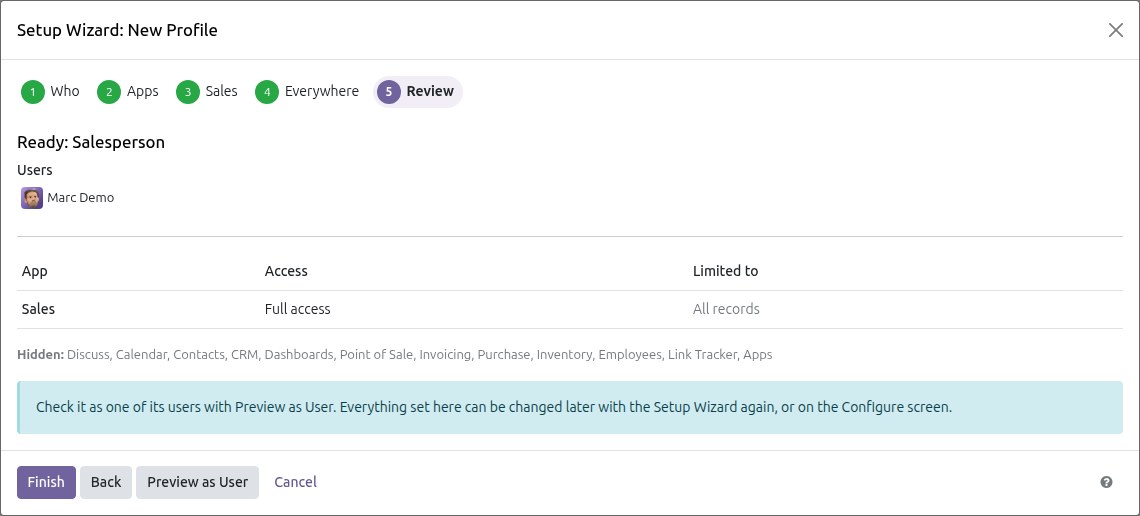 Setup Wizard: New Profile
1 Who 2 Apps 3 Sales 4 Everywhere 5 Review
Ready: Salesperson
Users
Marc Demo
App Access Limited to
Sales Full access All records
Hidden: Discuss, Calendar, Contacts, CRM, Dashboards, Point of Sale, Invoicing, Purchase, Inventory, Employees, Link Tracker, Apps
Check it as one of its users with Preview as User. Everything set here can be changed later with the Setup Wizard again, or on the Configure screen.
Finish Back Preview as User Cancel ?